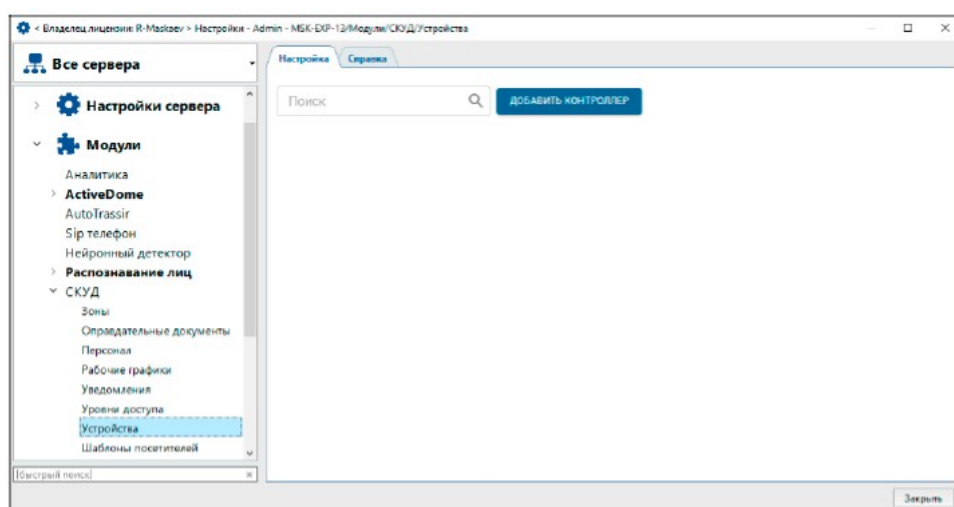 < Владелец лицензии: R-Maskaev > Настройки - Admin - MSK-EXP-13/Модули/СКУД/Устройства
Все сервера
Настройка Справка
Поиск
ДОБАВИТЬ КОНТРОЛЛЕР
Настройки сервера
Модули
Аналитика
ActiveDome
AutoTrassir
Sip телефон
Нейронный детектор
Распознавание лиц
СКУД
Зоны
Оправдательные документы
Персонал
Рабочие графики
Уведомления
Уровни доступа
Устройства
Шаблоны посетителей
[быстрый поиск]
Закрыть